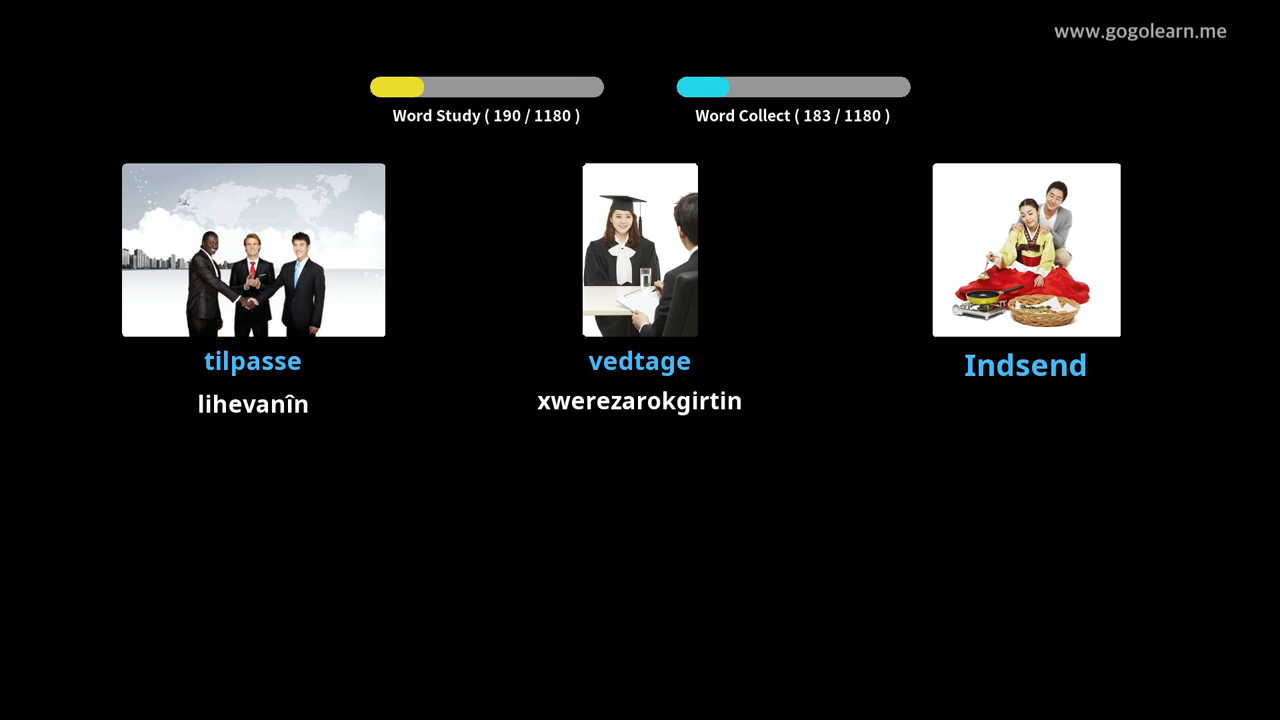 www.gogolearn.me
Word Study ( 190 / 1180 )
Word Collect ( 183 / 1180 )
tilpasse
vedtage
Indsend
lihevanîn
xwerezarokgirtin